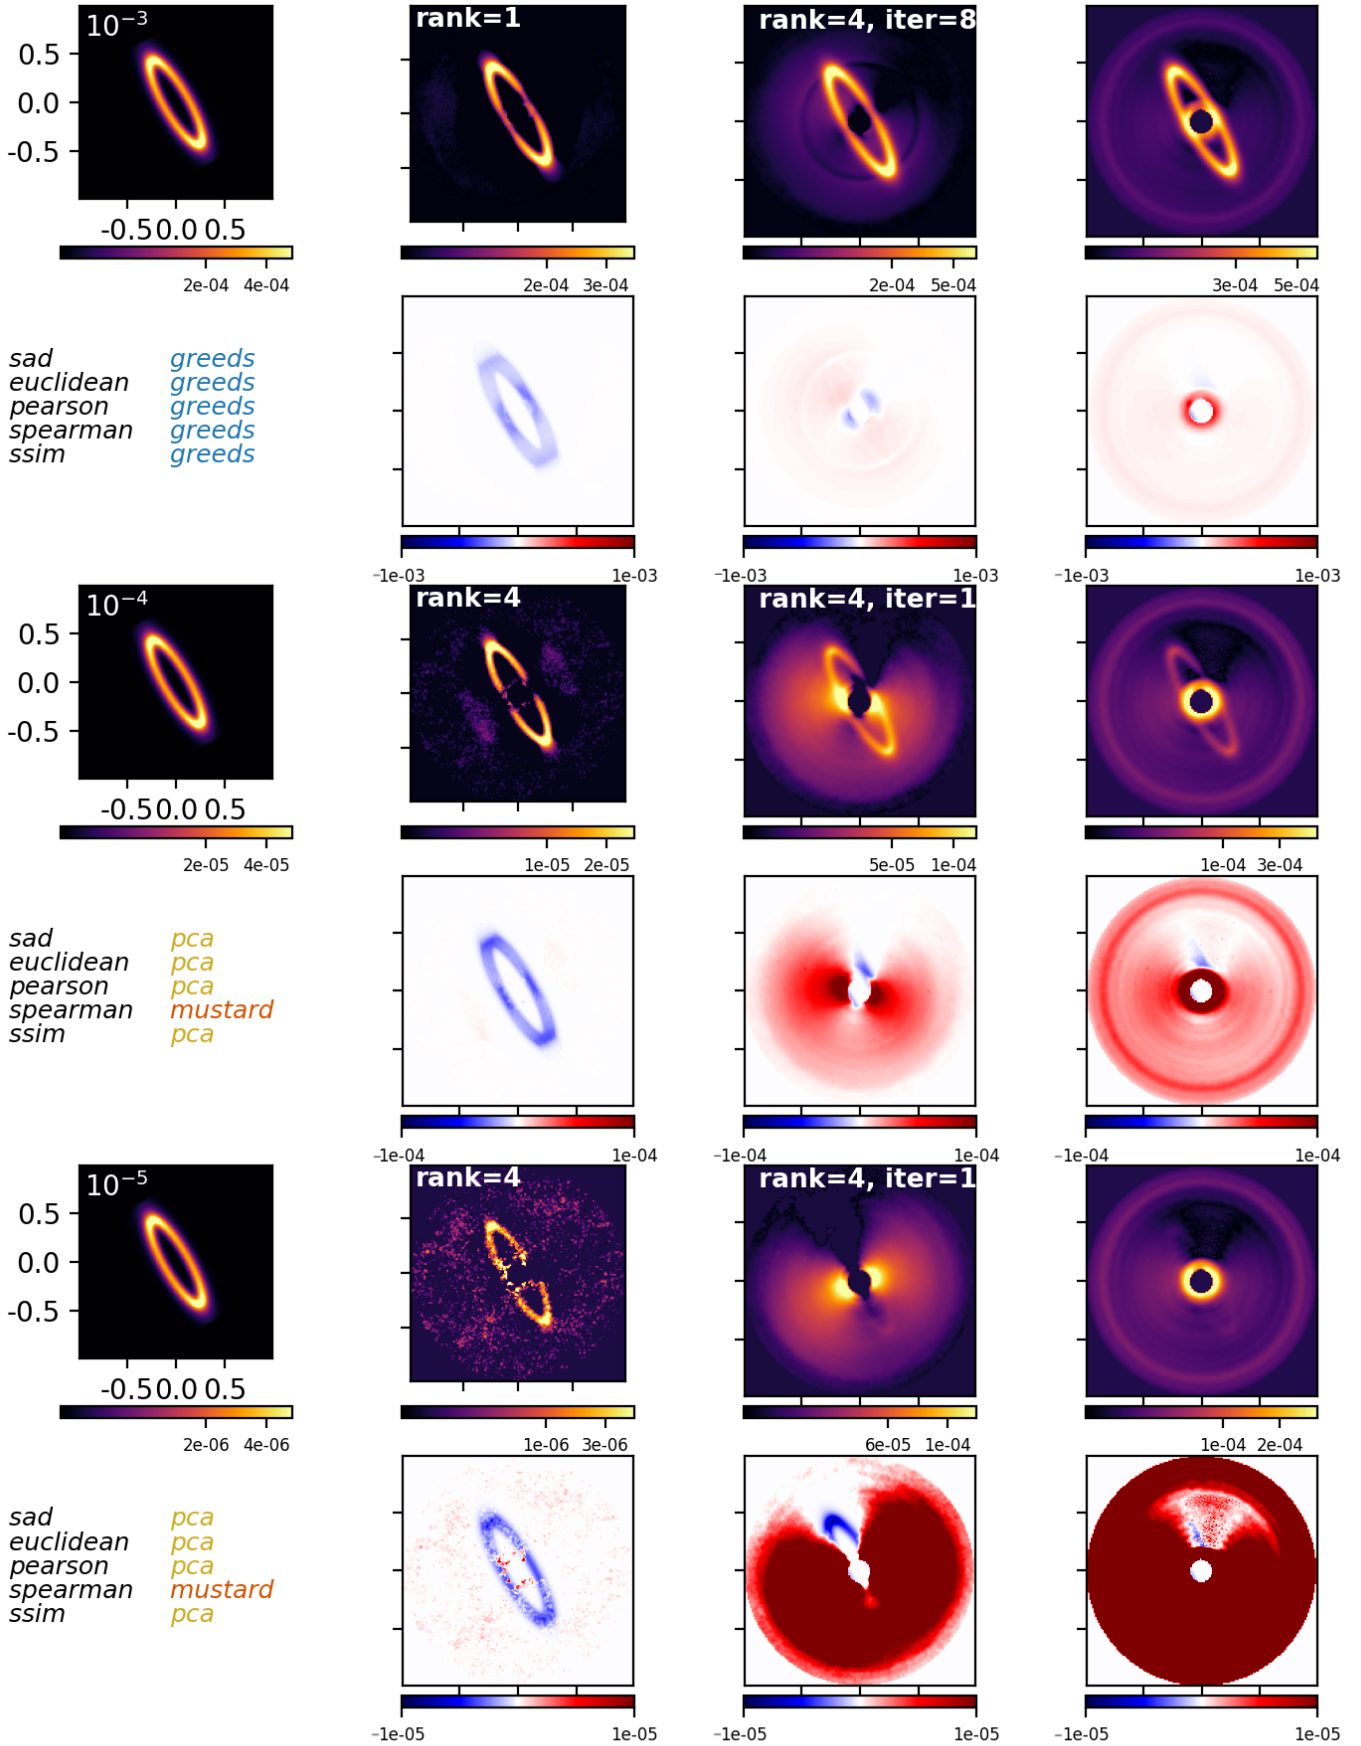 10⁻³
rank=1
rank=4, iter=8
0.5
0.0
-0.5
-0.5 0.0 0.5
2e-04 4e-04
2e-04 3e-04
2e-04 5e-04
3e-04 5e-04
sad greeds
euclidean greeds
pearson greeds
spearman greeds
ssim greeds
−1e-03 1e-03
−1e-03 1e-03
−1e-03 1e-03
10⁻⁴
rank=4
rank=4, iter=1
0.5
0.0
-0.5
-0.5 0.0 0.5
2e-05 4e-05
1e-05 2e-05
5e-05 1e-04
1e-04 3e-04
sad pca
euclidean pca
pearson pca
spearman mustard
ssim pca
−1e-04 1e-04
−1e-04 1e-04
−1e-04 1e-04
10⁻⁵
rank=4
rank=4, iter=1
0.5
0.0
-0.5
-0.5 0.0 0.5
2e-06 4e-06
1e-06 3e-06
6e-05 1e-04
1e-04 2e-04
sad pca
euclidean pca
pearson pca
spearman mustard
ssim pca
−1e-05 1e-05
−1e-05 1e-05
−1e-05 1e-05